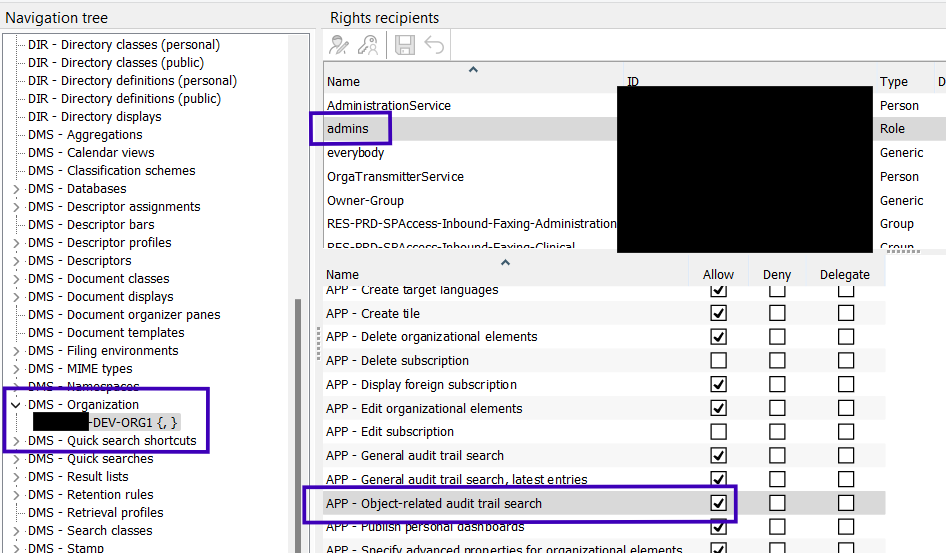 Navigation tree
DIR - Directory classes (personal)
DIR - Directory classes (public)
DIR - Directory definitions (personal)
DIR - Directory definitions (public)
DIR - Directory displays
DMS - Aggregations
DMS - Calendar views
DMS - Classification schemes
DMS - Databases
DMS - Descriptor assignments
DMS - Descriptor bars
DMS - Descriptor profiles
DMS - Descriptors
DMS - Document classes
DMS - Document displays
DMS - Document organizer panes
DMS - Document templates
DMS - Filing environments
DMS - MIME types
DMS - Namespaces
DMS - Organization
-DEV-ORG1 {, }
DMS - Quick search shortcuts
DMS - Quick searches
DMS - Result lists
DMS - Retention rules
DMS - Retrieval profiles
DMS - Search classes
DMS - Stamp
Rights recipients
Name ID Type D
AdministrationService Person
admins Role
everybody Generic
OrgaTransmitterService Person
Owner-Group Generic
RES-PRD-SPAccess-Inbound-Faxing-Administration Group
RES-PRD-SPAccess-Inbound-Faxing-Clinical Group
Name Allow Deny Delegate
APP - Create target languages
APP - Create tile
APP - Delete organizational elements
APP - Delete subscription
APP - Display foreign subscription
APP - Edit organizational elements
APP - Edit subscription
APP - General audit trail search
APP - General audit trail search, latest entries
APP - Object-related audit trail search
APP - Publish personal dashboards
APP - Specify advanced properties for organizational elements